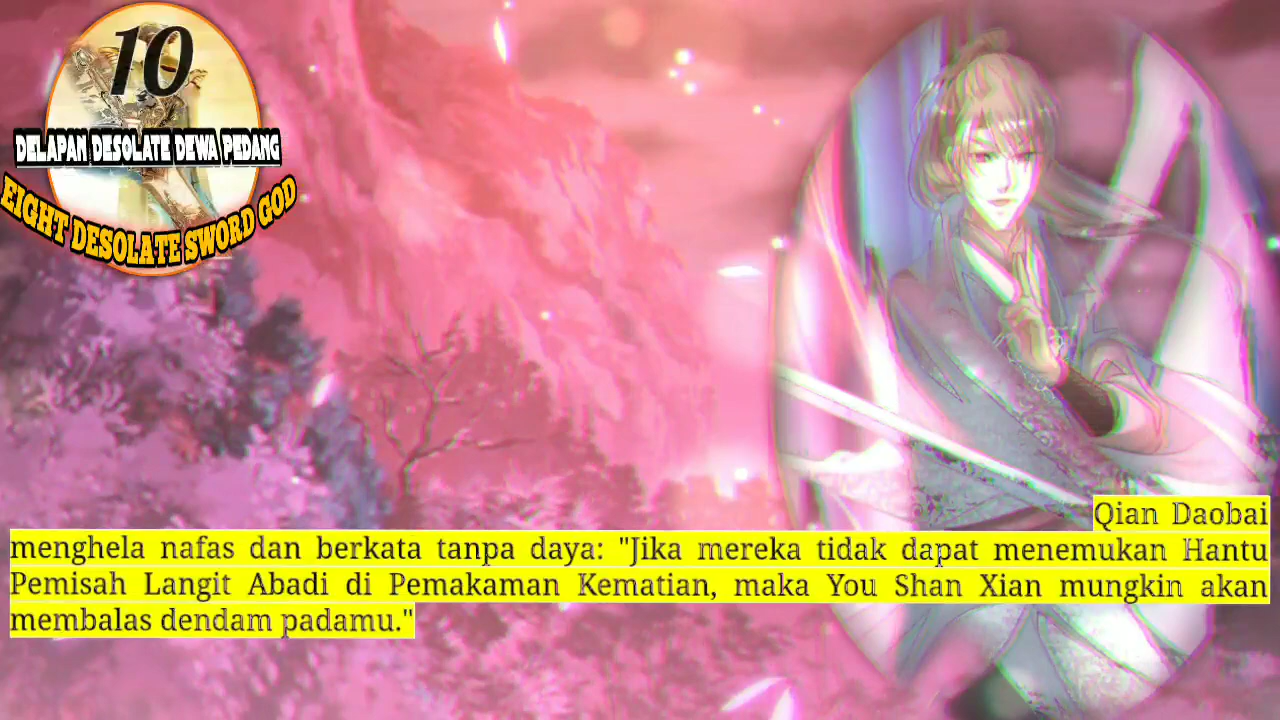 10
DELAPAN DESOLATE DEWA PEDANG
EIGHT DESOLATE SWORD GOD
Qian Daobai
menghela nafas dan berkata tanpa daya: "Jika mereka tidak dapat menemukan Hantu
Pemisah Langit Abadi di Pemakaman Kematian, maka You Shan Xian mungkin akan
membalas dendam padamu."